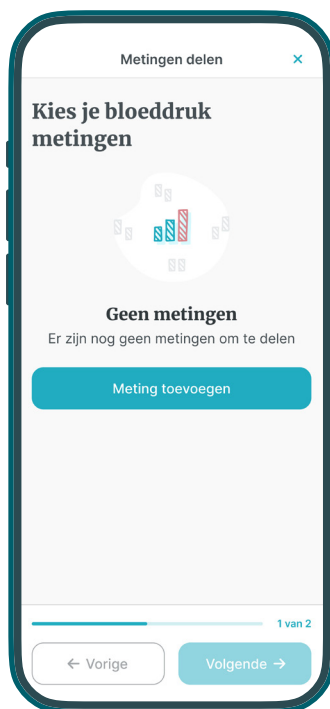 Metingen delen
Kies je bloeddruk
metingen
Geen metingen
Er zijn nog geen metingen om te delen
Meting toevoegen
1 van 2
← Vorige
Volgende →